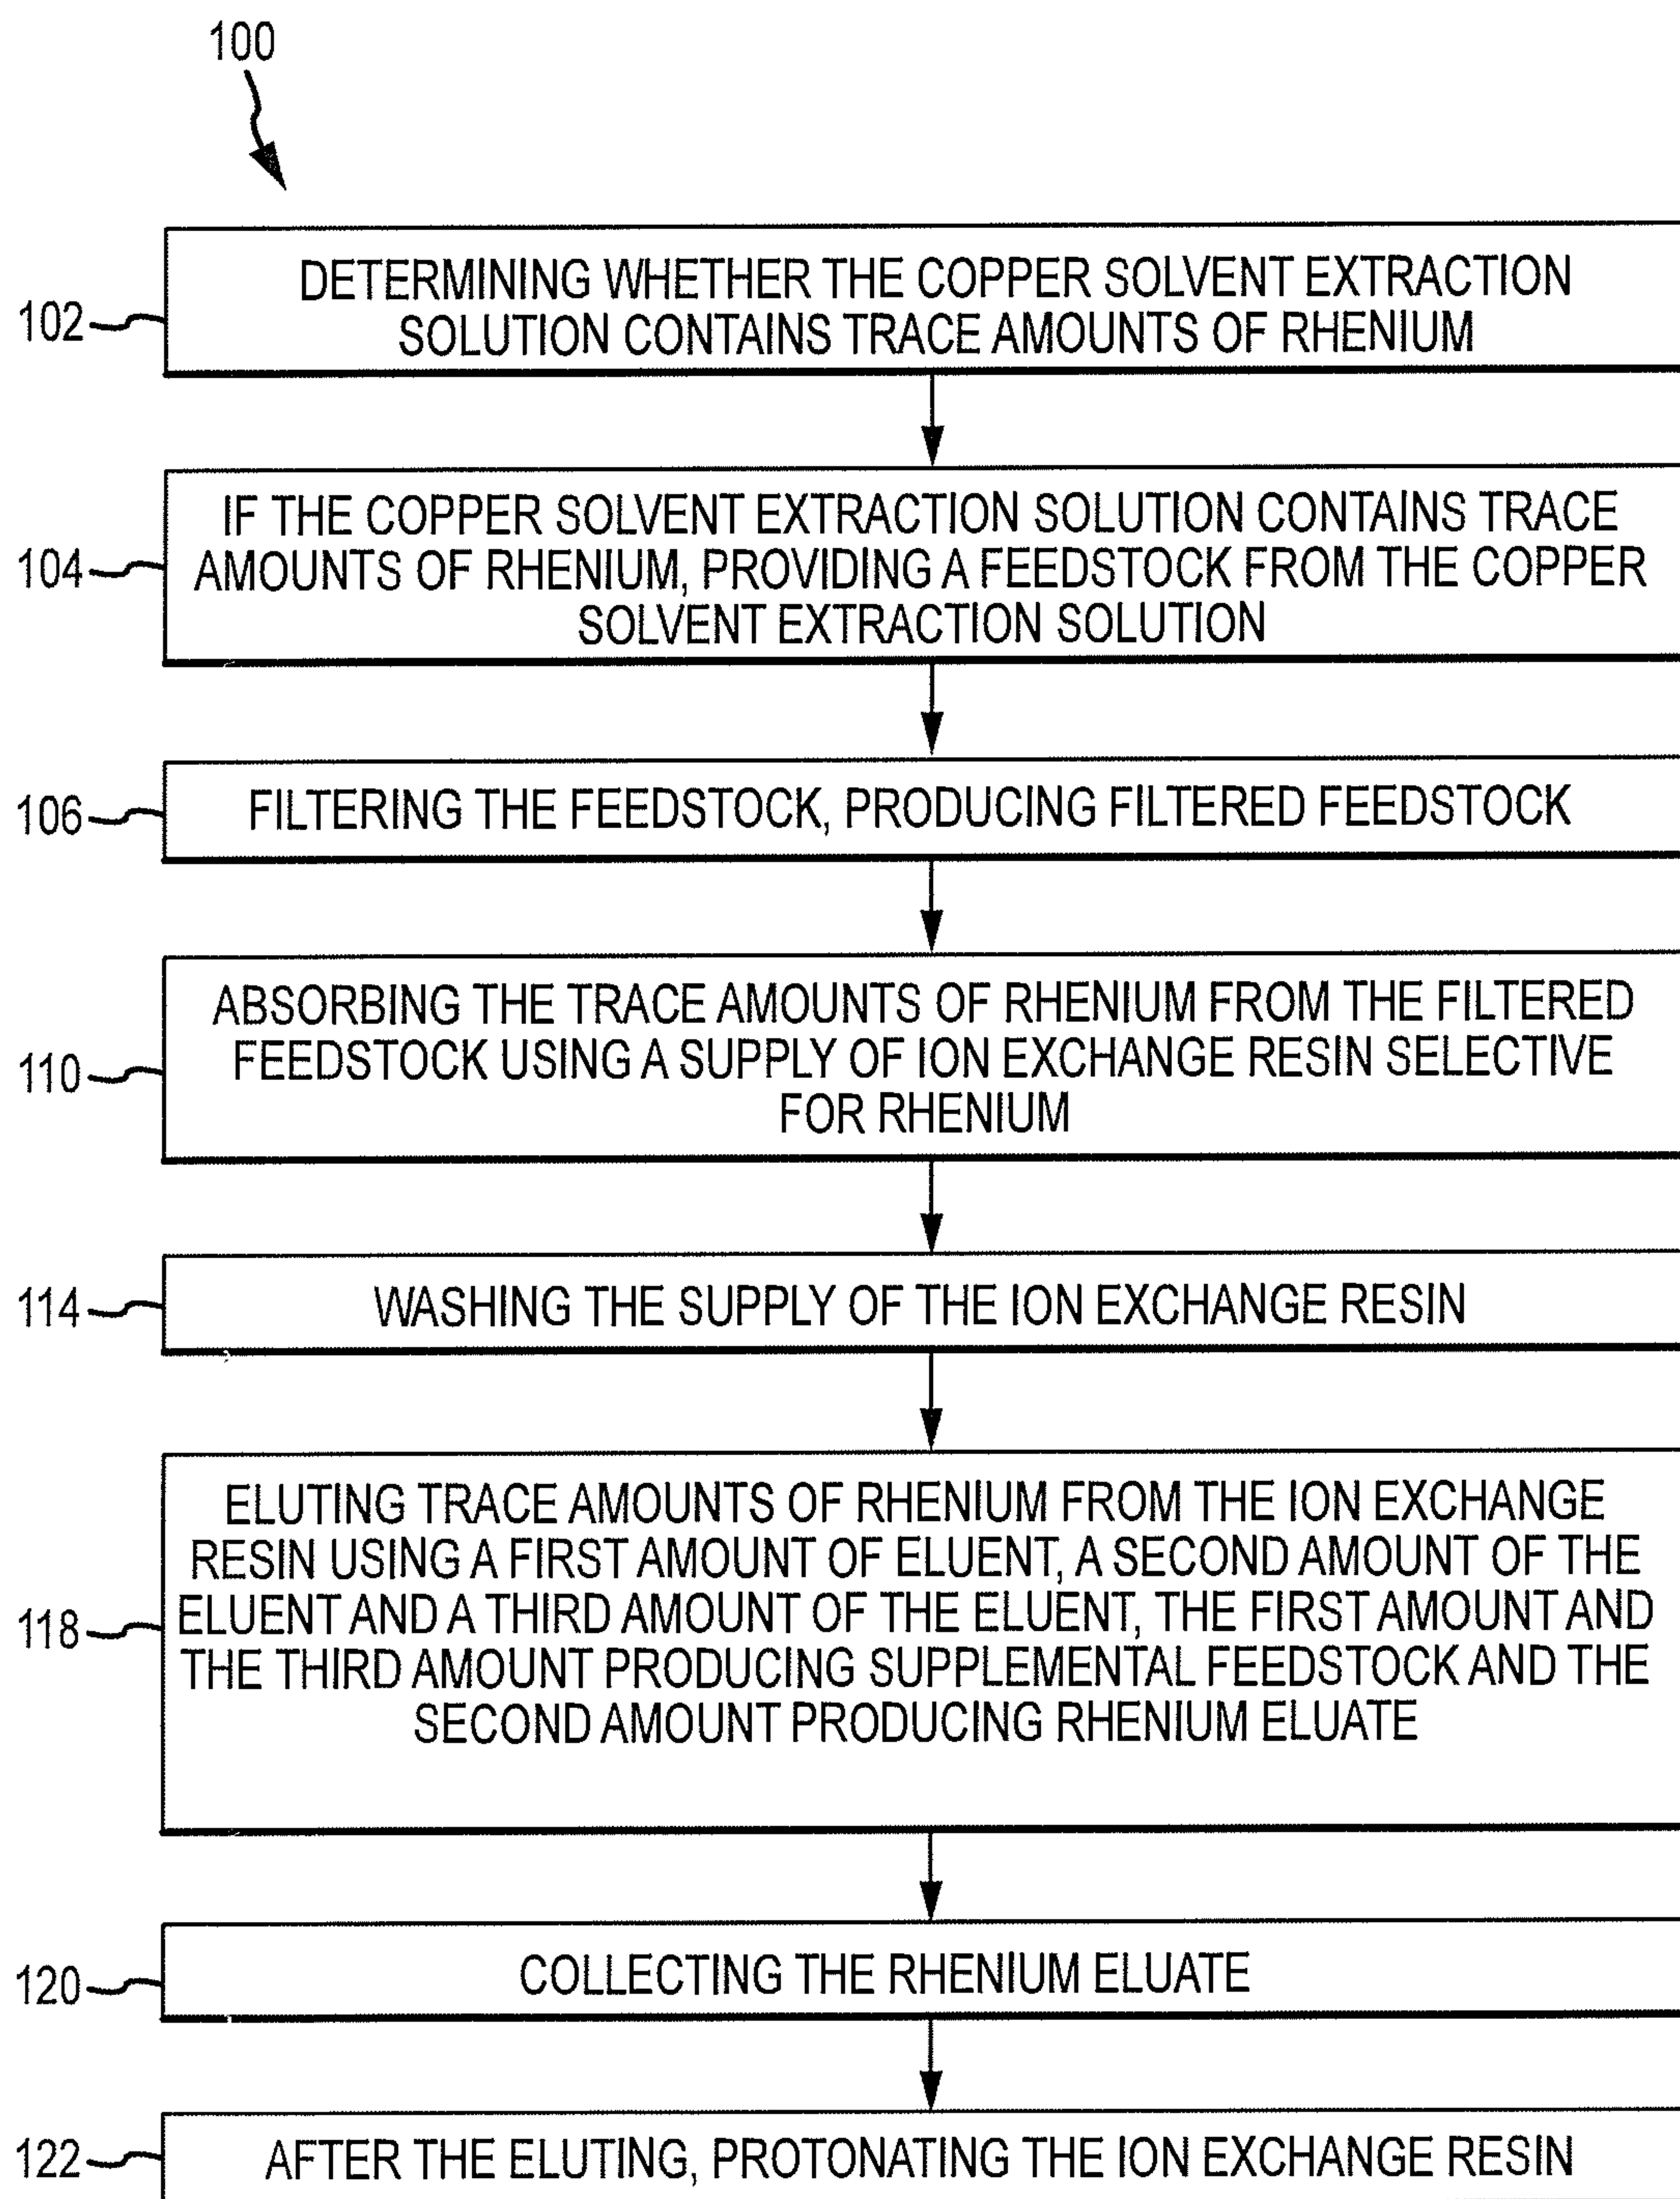 100
102
DETERMINING WHETHER THE COPPER SOLVENT EXTRACTION
SOLUTION CONTAINS TRACE AMOUNTS OF RHENIUM
104
IF THE COPPER SOLVENT EXTRACTION SOLUTION CONTAINS TRACE
AMOUNTS OF RHENIUM, PROVIDING A FEEDSTOCK FROM THE COPPER
SOLVENT EXTRACTION SOLUTION
106
FILTERING THE FEEDSTOCK, PRODUCING FILTERED FEEDSTOCK
110
ABSORBING THE TRACE AMOUNTS OF RHENIUM FROM THE FILTERED
FEEDSTOCK USING A SUPPLY OF ION EXCHANGE RESIN SELECTIVE
FOR RHENIUM
114
WASHING THE SUPPLY OF THE ION EXCHANGE RESIN
118
ELUTING TRACE AMOUNTS OF RHENIUM FROM THE ION EXCHANGE
RESIN USING A FIRST AMOUNT OF ELUENT, A SECOND AMOUNT OF THE
ELUENT AND A THIRD AMOUNT OF THE ELUENT, THE FIRST AMOUNT AND
THE THIRD AMOUNT PRODUCING SUPPLEMENTAL FEEDSTOCK AND THE
SECOND AMOUNT PRODUCING RHENIUM ELUATE
120
COLLECTING THE RHENIUM ELUATE
122
AFTER THE ELUTING, PROTONATING THE ION EXCHANGE RESIN